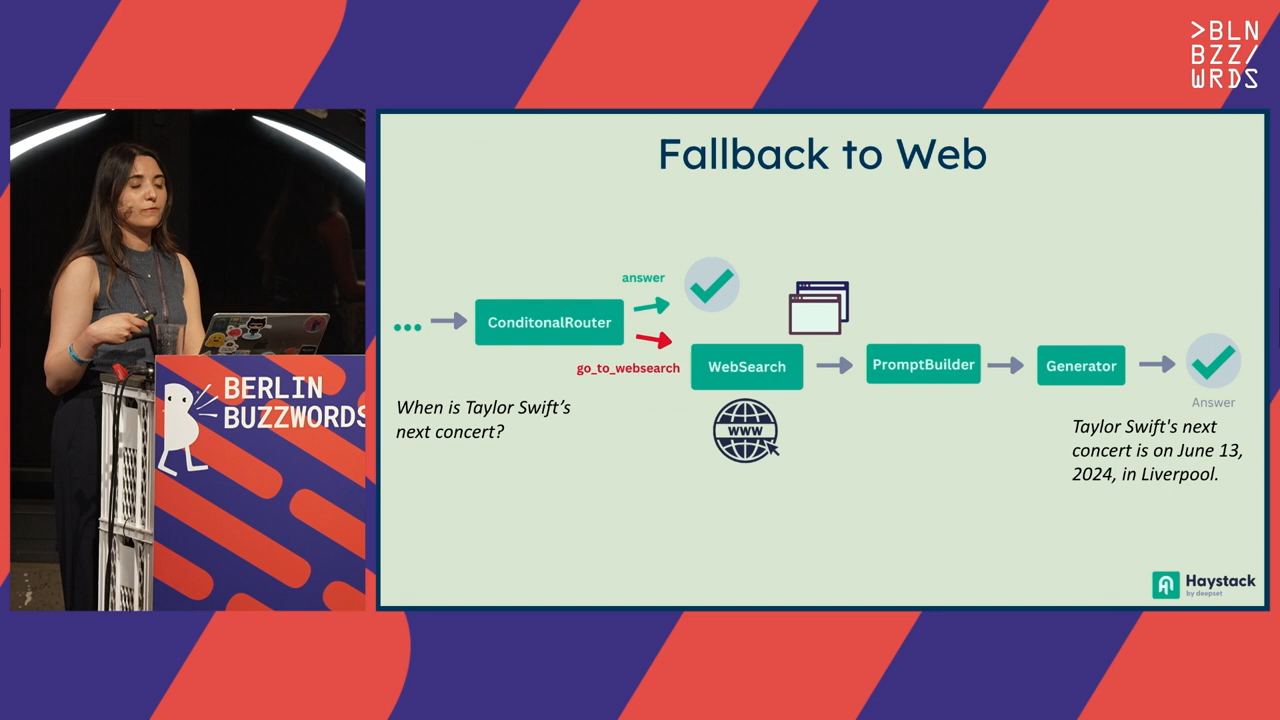 >BLN
BZZ/
WRDS
BERLIN
BUZZWORDS
Fallback to Web
answer
ConditonalRouter
go_to_websearch
WebSearch
PromptBuilder
Generator
WWW
Answer
When is Taylor Swift’s
next concert?
Taylor Swift's next
concert is on June 13,
2024, in Liverpool.
Haystack
by deepset